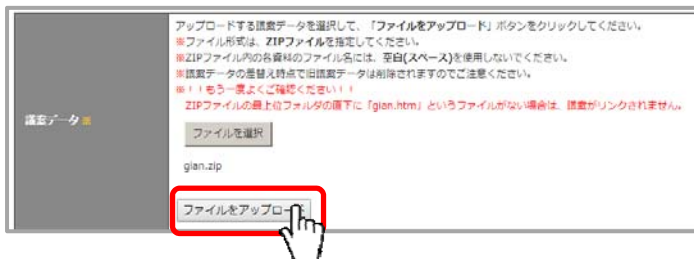 アップロードする議案データを選択して、「ファイルをアップロード」ボタンをクリックしてください。
※ファイル形式は、ZIPファイルを指定してください。
※ZIPファイル内の各資料のファイル名には、空白(スペース)を使用しないでください。
※議案データの差替え時点で旧議案データは削除されますのでご注意ください。
※!!もう一度よくご確認ください!!
ZIPファイルの最上位フォルダの直下に「gian.htm」というファイルがない場合は、議案がリンクされません。
議案データ※
ファイルを選択
gian.zip
ファイルをアップロード